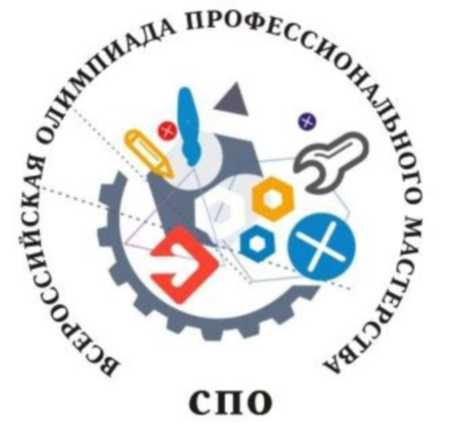 ВСЕРОССИЙСКАЯ ОЛИМПИАДА ПРОФЕССИОНАЛЬНОГО МАСТЕРСТВА
СПО